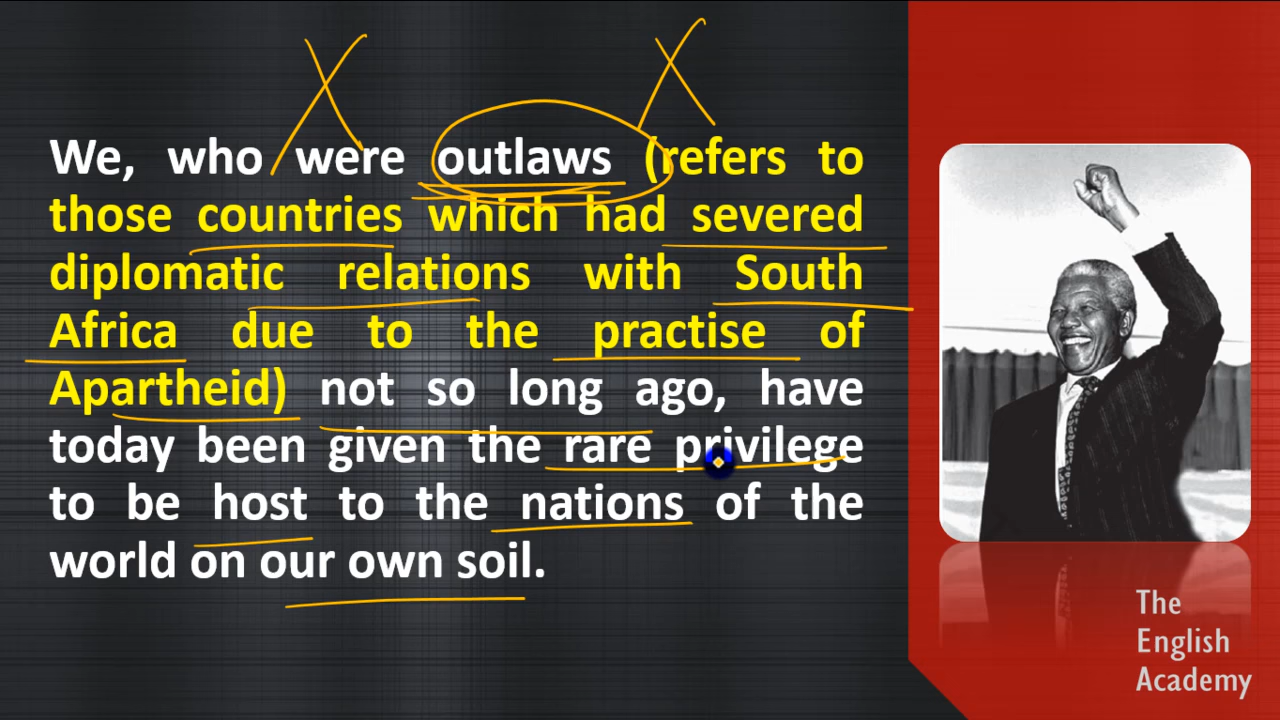 We, who were outlaws (refers to
those countries which had severed
diplomatic relations with South
Africa due to the practise of
Apartheid) not so long ago, have
today been given the rare privilege
to be host to the nations of the
world on our own soil.
The
English
Academy